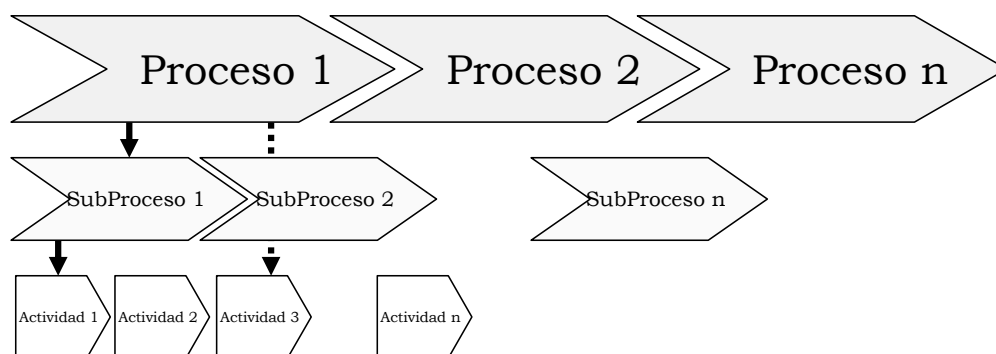 Proceso 1
Proceso 2
Proceso n
SubProceso 1
SubProceso 2
SubProceso n
Actividad 1
Actividad 2
Actividad 3
Actividad n